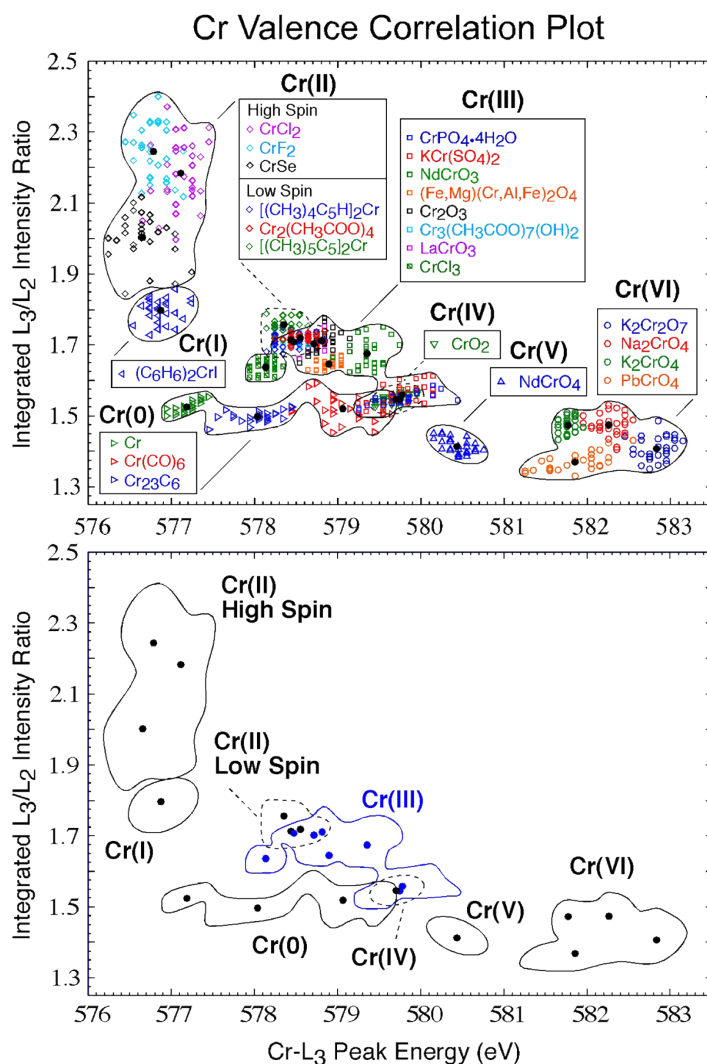 Cr Valence Correlation Plot
Integrated L3/L2 Intensity Ratio
2.5
2.3
2.1
1.9
1.7
1.5
1.3
Cr(II)
High Spin
CrCl2
CrF2
CrSe
Low Spin
[(CH3)4C5H]2Cr
Cr2(CH3COO)4
[(CH3)5C5]2Cr
Cr(III)
CrPO4•4H2O
KCr(SO4)2
NdCrO3
(Fe,Mg)(Cr,Al,Fe)2O4
Cr2O3
Cr3(CH3COO)7(OH)2
LaCrO3
CrCl3
Cr(I)
(C6H6)2CrI
Cr(IV)
CrO2
Cr(V)
NdCrO4
Cr(VI)
K2Cr2O7
Na2CrO4
K2CrO4
PbCrO4
Cr(0)
Cr
Cr(CO)6
Cr23C6
576 577 578 579 580 581 582 583
Integrated L3/L2 Intensity Ratio
2.5
2.3
2.1
1.9
1.7
1.5
1.3
Cr(II)
High Spin
Cr(II)
Low Spin
Cr(III)
Cr(I)
Cr(VI)
Cr(V)
Cr(0)
Cr(IV)
576 577 578 579 580 581 582 583
Cr-L3 Peak Energy (eV)